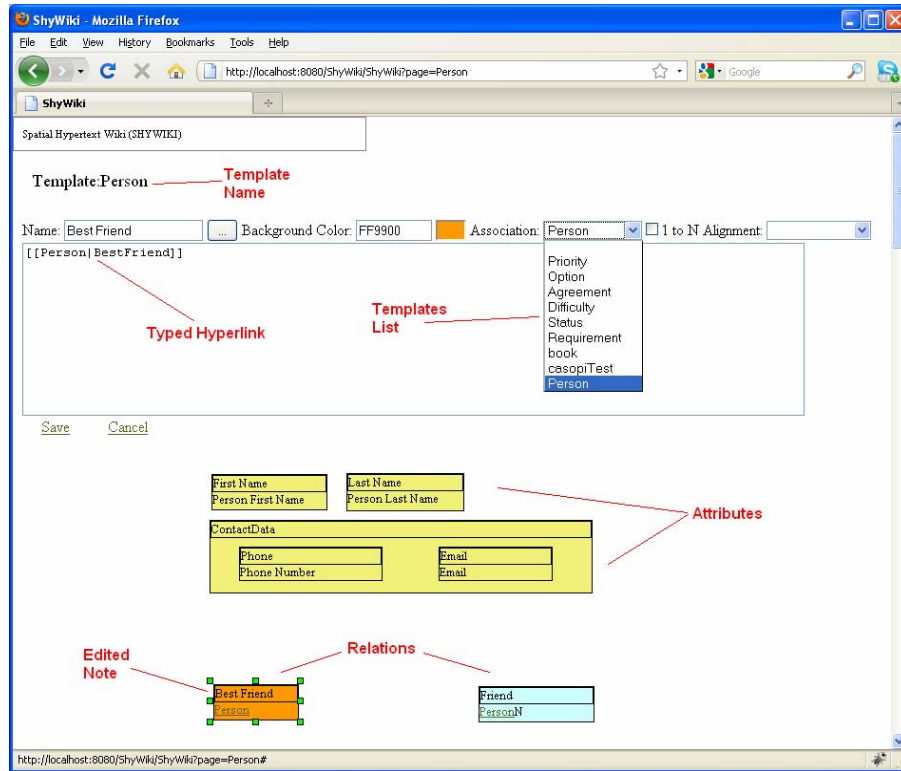 ShyWiki - Mozilla Firefox
File Edit View History Bookmarks Tools Help
http://localhost:8080/ShyWiki/ShyWiki?page=Person
Google
ShyWiki
Spatial Hypertext Wiki (SHYWIKI)
Template:Person
Template
Name
Name: Best Friend ... Background Color: FF9900 Association: Person 1 to N Alignment:
[[Person|BestFriend]]
Typed Hyperlink
Templates
List
Priority
Option
Agreement
Difficulty
Status
Requirement
book
casopiTest
Person
Save Cancel
First Name
Person First Name
Last Name
Person Last Name
Attributes
ContactData
Phone
Phone Number
Email
Email
Relations
Edited
Note
Best Friend
Person
Friend
PersonN
http://localhost:8080/ShyWiki/ShyWiki?page=Person#